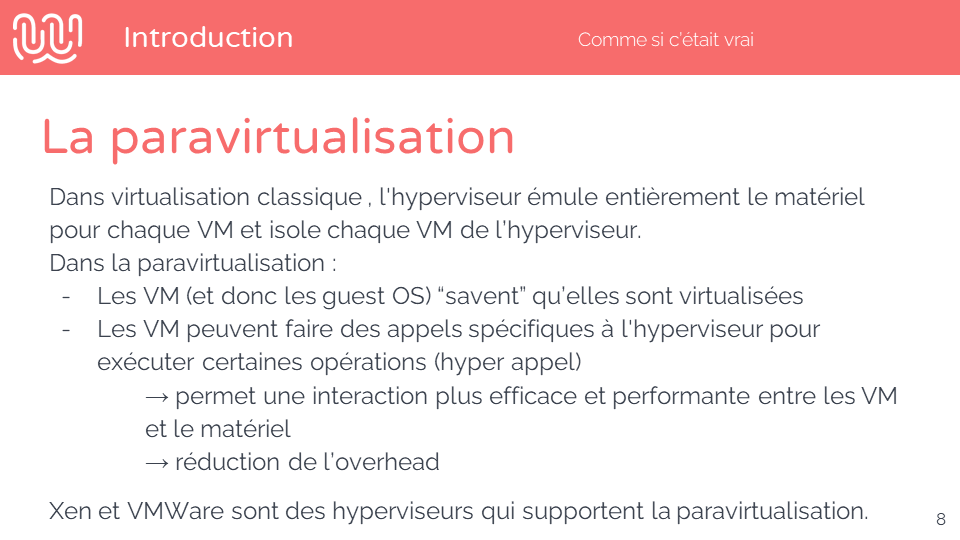 Introduction
Comme si c'était vrai
La paravirtualisation
Dans virtualisation classique , l'hyperviseur émule entièrement le matériel
pour chaque VM et isole chaque VM de l'hyperviseur.
Dans la paravirtualisation :
- Les VM (et donc les guest OS) “savent” qu'elles sont virtualisées
- Les VM peuvent faire des appels spécifiques à l'hyperviseur pour
exécuter certaines opérations (hyper appel)
→ permet une interaction plus efficace et performante entre les VM
et le matériel
→ réduction de l'overhead
Xen et VMWare sont des hyperviseurs qui supportent la paravirtualisation.
8